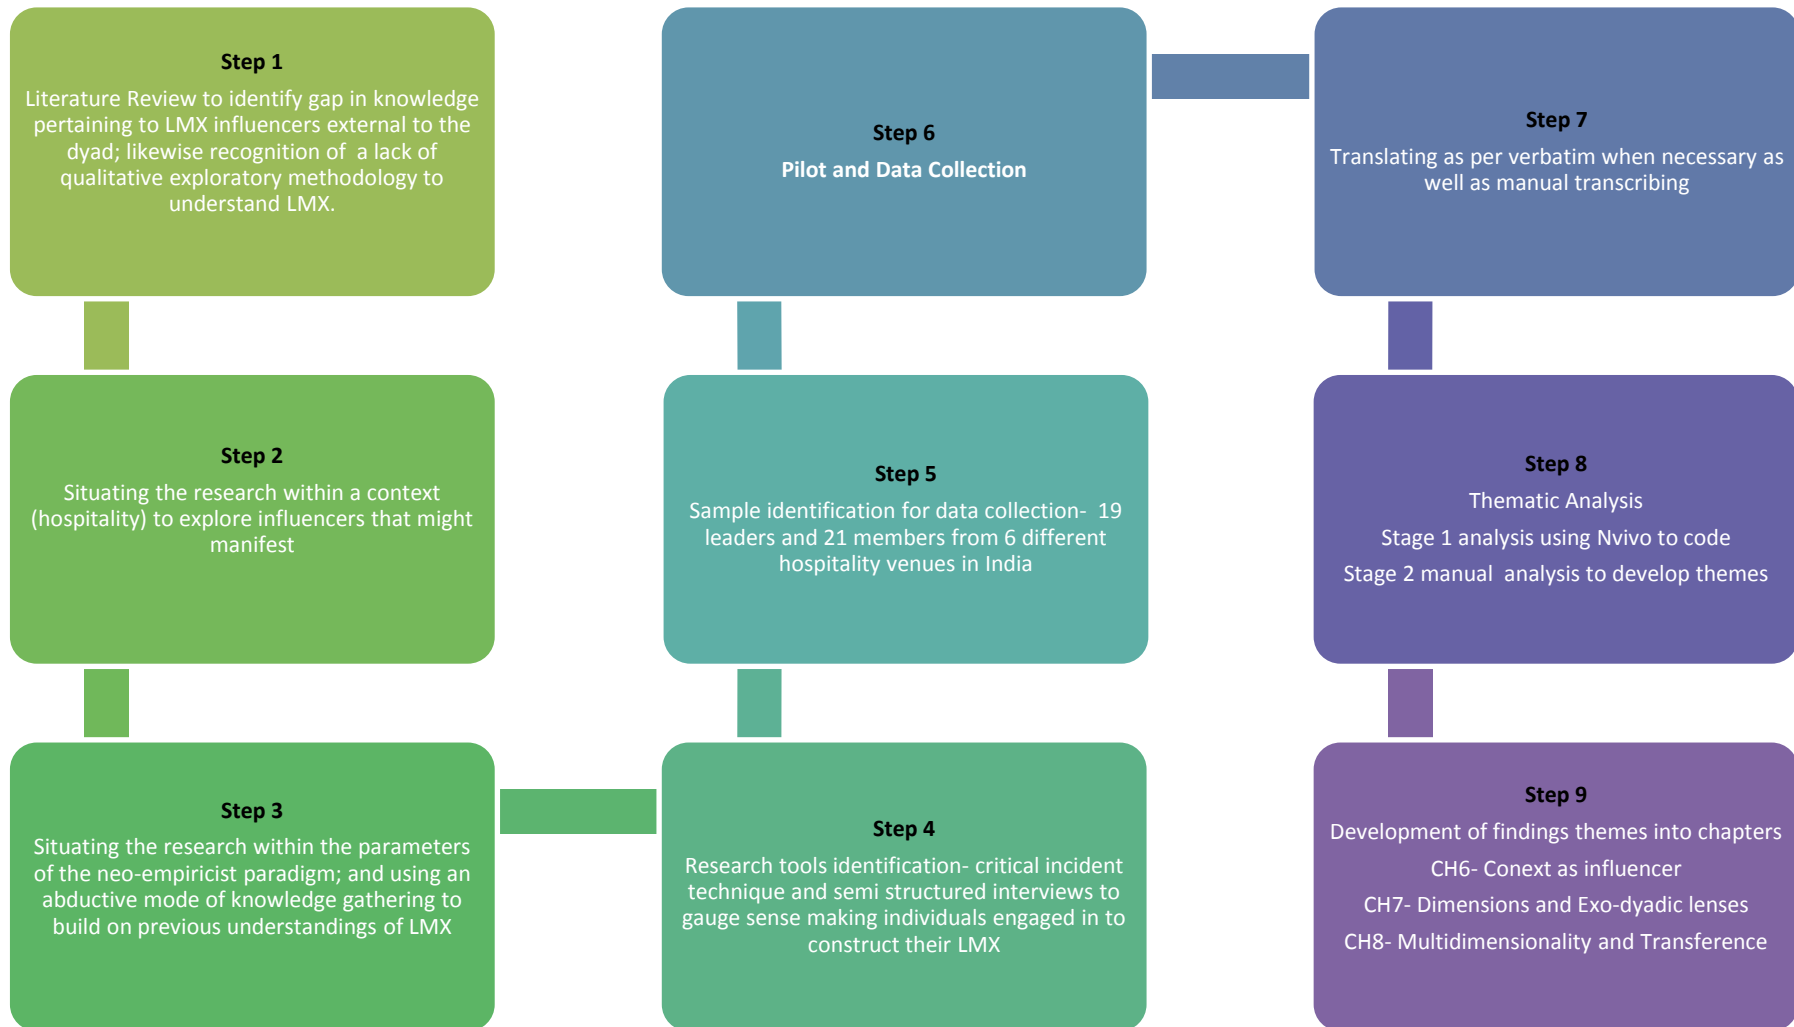 Step 1
Literature Review to identify gap in knowledge
pertaining to LMX influencers external to the
dyad; likewise recognition of a lack of
qualitative exploratory methodology to
understand LMX.
Step 2
Situating the research within a context
(hospitality) to explore influencers that might
manifest
Step 3
Situating the research within the parameters
of the neo-empiricist paradigm; and using an
abductive mode of knowledge gathering to
build on previous understandings of LMX
Step 4
Research tools identification- critical incident
technique and semi structured interviews to
gauge sense making individuals engaged in to
construct their LMX
Step 5
Sample identification for data collection- 19
leaders and 21 members from 6 different
hospitality venues in India
Step 6
Pilot and Data Collection
Step 7
Translating as per verbatim when necessary as
well as manual transcribing
Step 8
Thematic Analysis
Stage 1 analysis using Nvivo to code
Stage 2 manual analysis to develop themes
Step 9
Development of findings themes into chapters
CH6- Conext as influencer
CH7- Dimensions and Exo-dyadic lenses
CH8- Multidimensionality and Transference